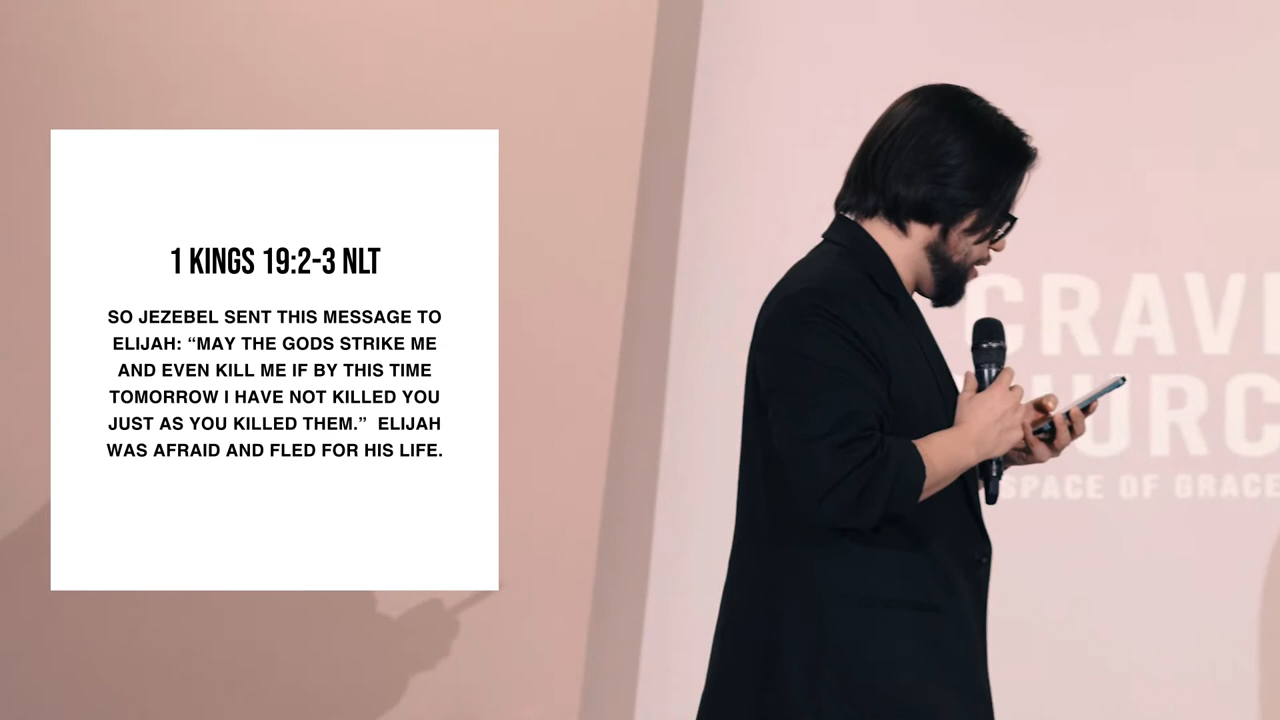 1 KINGS 19:2-3 NLT
SO JEZEBEL SENT THIS MESSAGE TO
ELIJAH: “MAY THE GODS STRIKE ME
AND EVEN KILL ME IF BY THIS TIME
TOMORROW I HAVE NOT KILLED YOU
JUST AS YOU KILLED THEM.”  ELIJAH
WAS AFRAID AND FLED FOR HIS LIFE.
CRAV
URC
SPACE OF GRACE